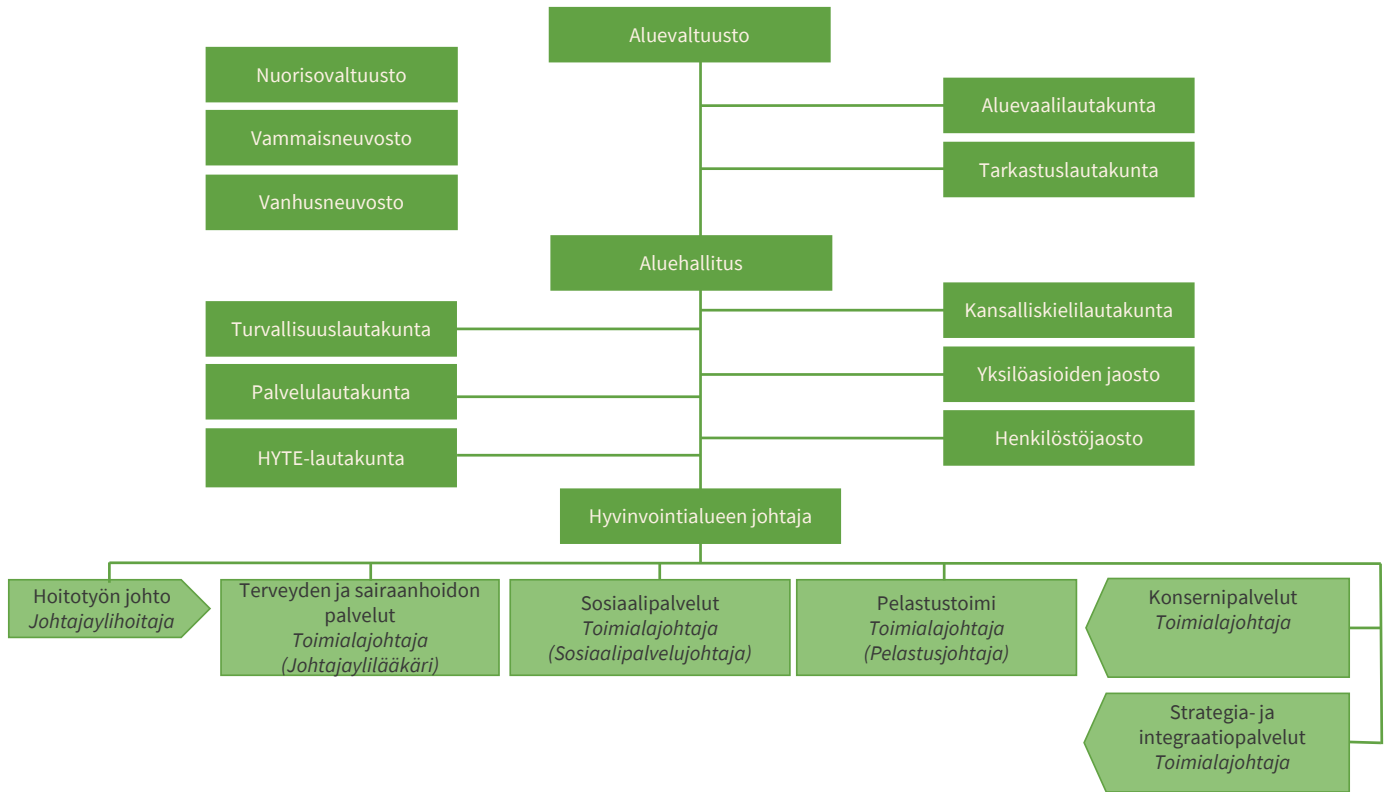 Aluevaltuusto
Nuorisovaltuusto
Vammaisneuvosto
Vanhusneuvosto
Aluevaalilautakunta
Tarkastuslautakunta
Aluehallitus
Turvallisuuslautakunta
Palvelulautakunta
HYTE-lautakunta
Kansalliskielilautakunta
Yksilöasioiden jaosto
Henkilöstöjaosto
Hyvinvointialueen johtaja
Hoitotyön johto
Johtajaylihoitaja
Terveyden ja sairaanhoidon
palvelut
Toimialajohtaja
(Johtajaylilääkäri)
Sosiaalipalvelut
Toimialajohtaja
(Sosiaalipalvelujohtaja)
Pelastustoimi
Toimialajohtaja
(Pelastusjohtaja)
Konsernipalvelut
Toimialajohtaja
Strategia- ja
integraatiopalvelut
Toimialajohtaja